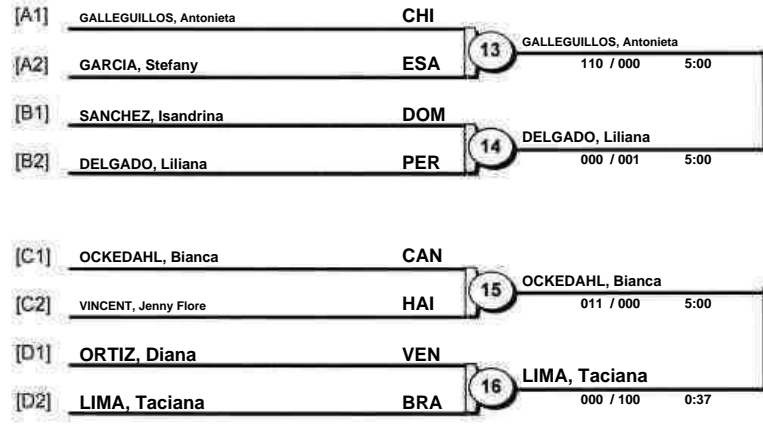 [A1] GALLEGUILLOS, Antonieta CHI
13 GALLEGUILLOS, Antonieta
[A2] GARCIA, Stefany ESA
110 / 000 5:00
[B1] SANCHEZ, Isandrina DOM
14 DELGADO, Liliana
[B2] DELGADO, Liliana PER
000 / 001 5:00
[C1] OCKEDAHL, Bianca CAN
15 OCKEDAHL, Bianca
[C2] VINCENT, Jenny Flore HAI
011 / 000 5:00
[D1] ORTIZ, Diana VEN
16 LIMA, Taciana
[D2] LIMA, Taciana BRA
000 / 100 0:37